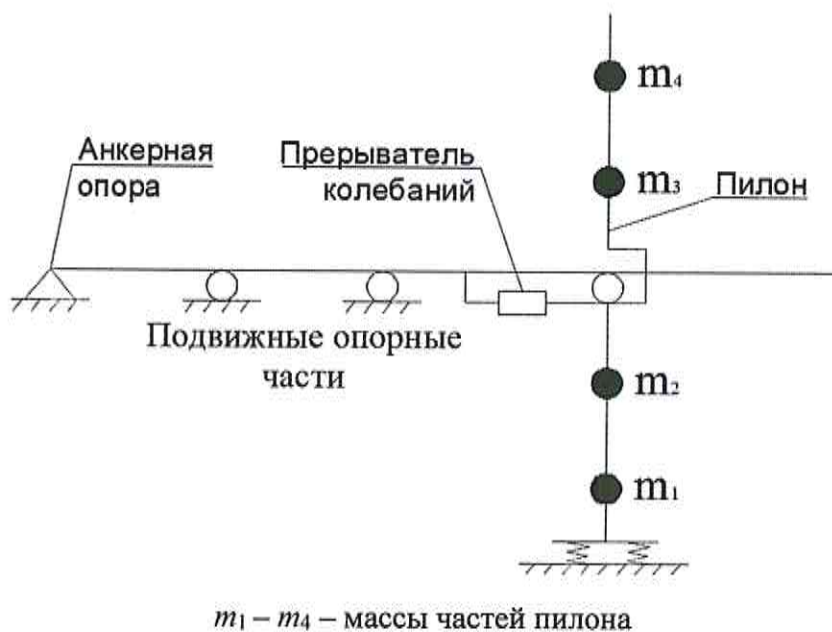 m₄
Анкерная
опора
Прерыватель
колебаний
m₃
Пилон
Подвижные опорные
части
m₂
m₁
m₁ – m₄ – массы частей пилона